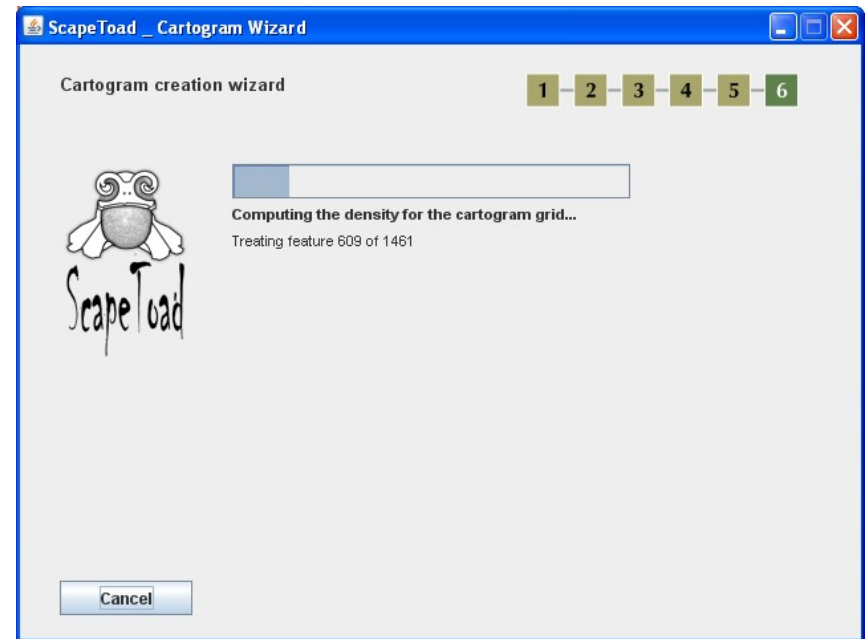 ScapeToad _ Cartogram Wizard
Cartogram creation wizard
1 2 3 4 5 6
Computing the density for the cartogram grid...
Treating feature 609 of 1461
ScapeToad
Cancel